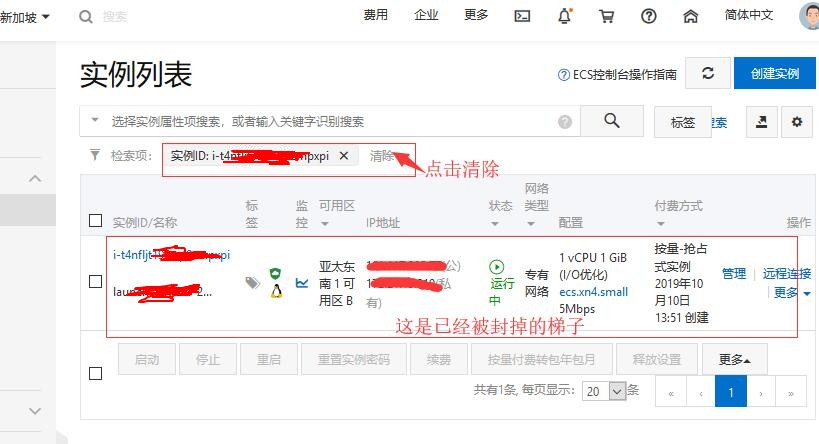 新加坡 搜索 费用 企业 更多 简体中文
实例列表 ECS控制台操作指南 创建实例
选择实例属性项搜索，或者输入关键字识别搜索 标签 搜索
检索项： 实例ID: i-t4nf pxpi 清除
点击清除
实例ID/名称 标签 监控 可用区 IP地址 状态 网络类型 配置 付费方式 操作
i-t4nfljt pxpi
laun -2...
亚太东南 1 可用区 B
公)
/私有)
运行中
专有网络
1 vCPU 1 GiB
(I/O优化)
ecs.xn4.small
5Mbps
按量-抢占式实例
2019年10月10日
13:51 创建
管理 远程连接
更多
这是已经被封掉的梯子
启动 停止 重启 重置实例密码 续费 按量付费转包年包月 释放设置 更多
共有1条, 每页显示： 20 条 « ‹ 1 › »